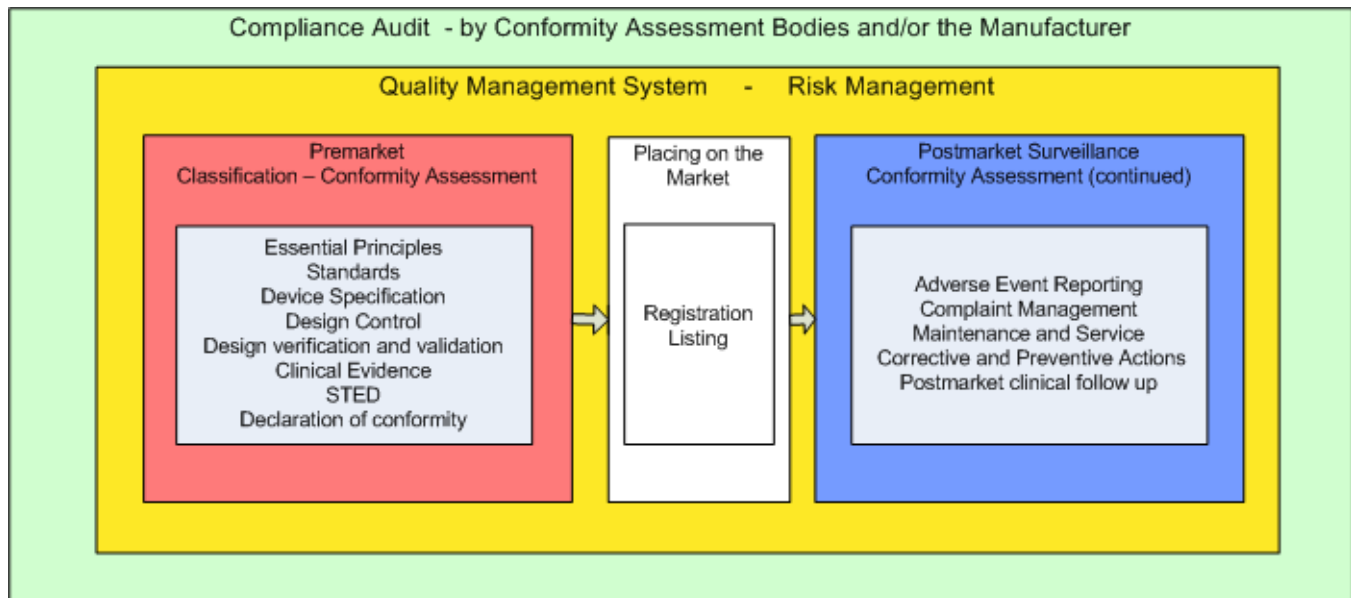 Compliance Audit - by Conformity Assessment Bodies and/or the Manufacturer
Quality Management System - Risk Management
Premarket
Classification – Conformity Assessment
Essential Principles
Standards
Device Specification
Design Control
Design verification and validation
Clinical Evidence
STED
Declaration of conformity
Placing on the
Market
Registration
Listing
Postmarket Surveillance
Conformity Assessment (continued)
Adverse Event Reporting
Complaint Management
Maintenance and Service
Corrective and Preventive Actions
Postmarket clinical follow up